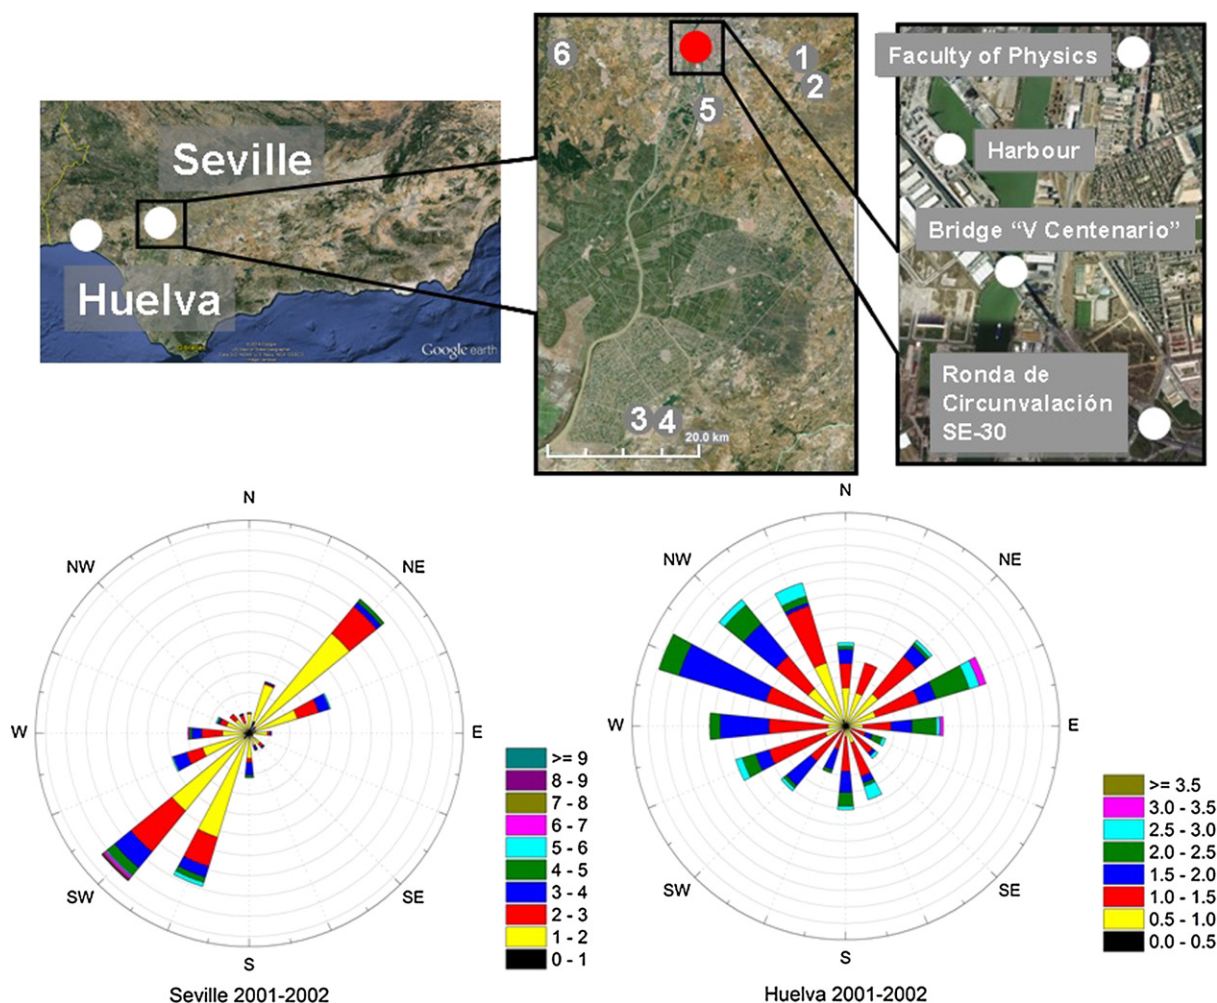 Seville
Huelva
Google earth
6
1
2
5
3
4
20.0 km
Faculty of Physics
Harbour
Bridge “V Centenario”
Ronda de
Circunvalación
SE-30
N
NE
E
SE
S
SW
W
NW
>= 9
8 - 9
7 - 8
6 - 7
5 - 6
4 - 5
3 - 4
2 - 3
1 - 2
0 - 1
Seville 2001-2002
N
NE
E
SE
S
SW
W
NW
>= 3.5
3.0 - 3.5
2.5 - 3.0
2.0 - 2.5
1.5 - 2.0
1.0 - 1.5
0.5 - 1.0
0.0 - 0.5
Huelva 2001-2002